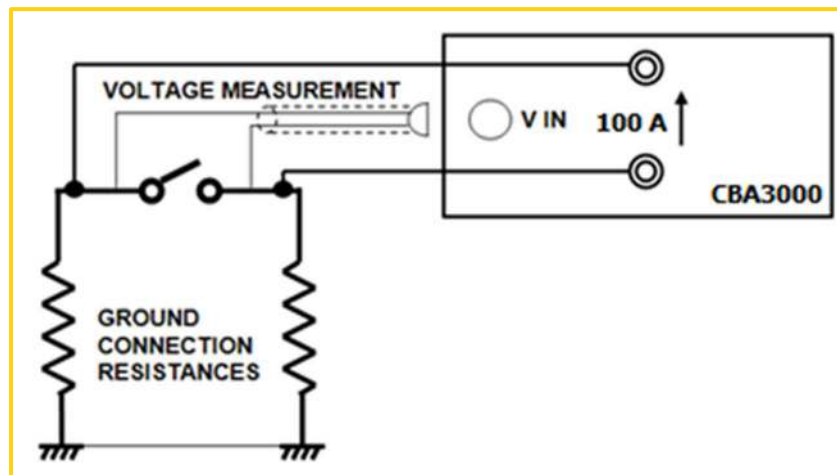 VOLTAGE MEASUREMENT
V IN
100 A
CBA3000
GROUND
CONNECTION
RESISTANCES